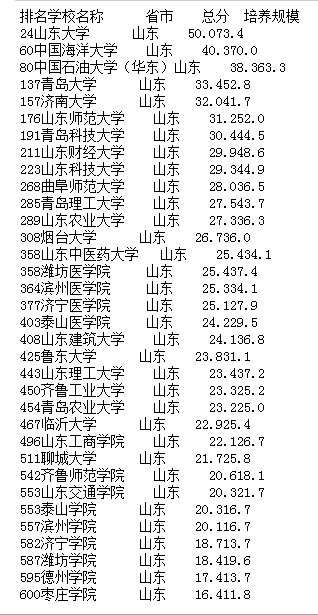 排名学校名称 省市 总分 培养规模
24山东大学 山东 50.073.4
60中国海洋大学 山东 40.370.0
80中国石油大学（华东）山东 38.363.3
137青岛大学 山东 33.452.8
157济南大学 山东 32.041.7
176山东师范大学 山东 31.252.0
191青岛科技大学 山东 30.444.5
211山东财经大学 山东 29.948.6
223山东科技大学 山东 29.344.9
268曲阜师范大学 山东 28.036.5
285青岛理工大学 山东 27.543.7
289山东农业大学 山东 27.336.3
308烟台大学 山东 26.736.0
358山东中医药大学 山东 25.434.1
358潍坊医学院 山东 25.437.4
364滨州医学院 山东 25.334.1
377济宁医学院 山东 25.127.9
403泰山医学院 山东 24.229.5
408山东建筑大学 山东 24.136.8
425鲁东大学 山东 23.831.1
443山东理工大学 山东 23.437.2
450齐鲁工业大学 山东 23.325.2
454青岛农业大学 山东 23.225.0
467临沂大学 山东 22.925.4
496山东工商学院 山东 22.126.7
511聊城大学 山东 21.725.8
542齐鲁师范学院 山东 20.618.1
553山东交通学院 山东 20.321.7
553泰山学院 山东 20.316.7
557滨州学院 山东 20.116.7
582济宁学院 山东 18.713.7
587潍坊学院 山东 18.419.6
595德州学院 山东 17.413.7
600枣庄学院 山东 16.411.8